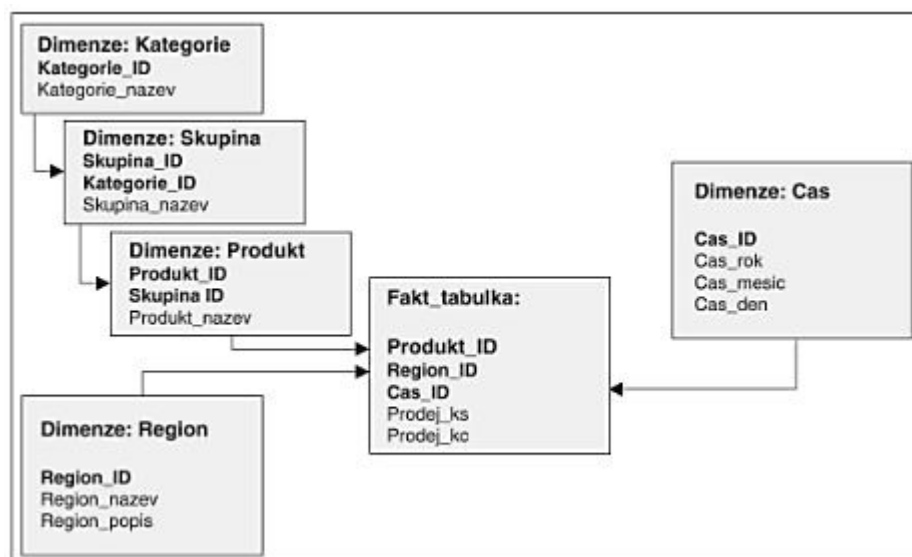 Dimenze: Kategorie
Kategorie_ID
Kategorie_nazev
Dimenze: Skupina
Skupina_ID
Kategorie_ID
Skupina_nazev
Dimenze: Produkt
Produkt_ID
Skupina ID
Produkt_nazev
Dimenze: Region
Region_ID
Region_nazev
Region_popis
Fakt_tabulka:
Produkt_ID
Region_ID
Cas_ID
Prodej_ks
Prodej_kc
Dimenze: Cas
Cas_ID
Cas_rok
Cas_mesic
Cas_den